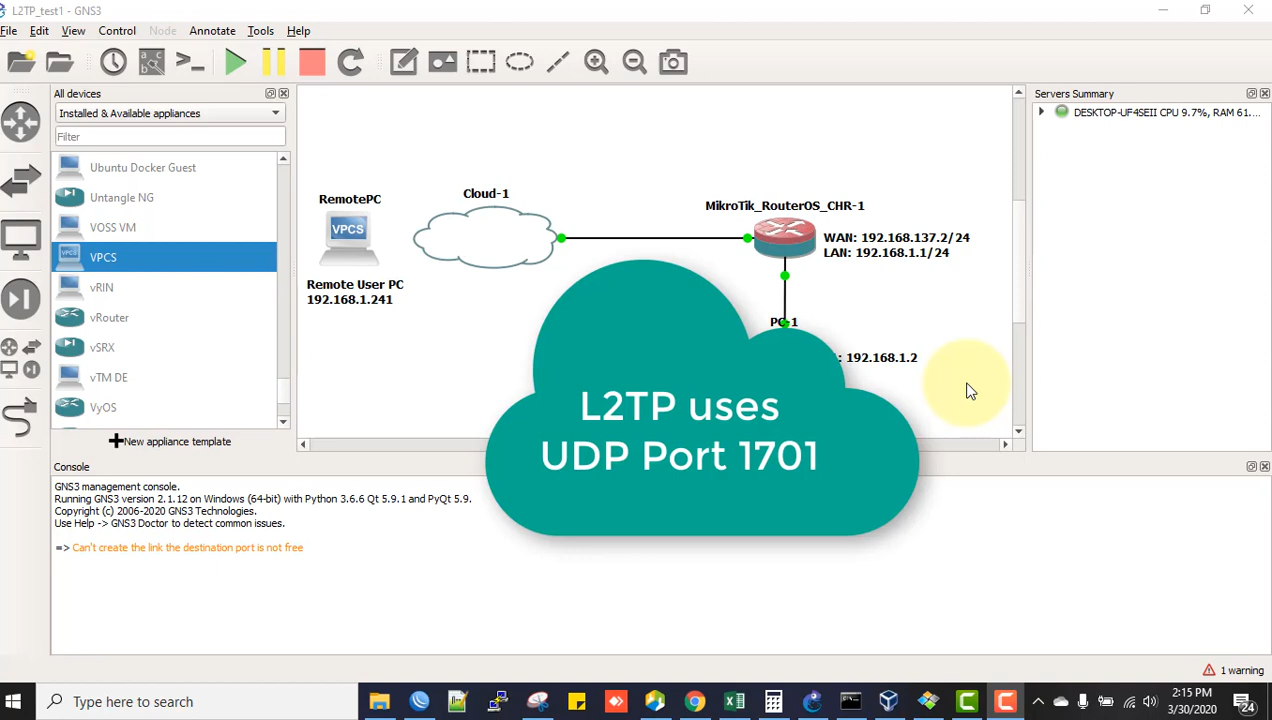 L2TP_test1 - GNS3
File Edit View Control Node Annotate Tools Help
All devices
Installed & Available appliances
Filter
Ubuntu Docker Guest
Untangle NG
VOSS VM
VPCS
vRIN
vRouter
vSRX
vTM DE
VyOS
New appliance template
RemotePC
VPCS
Remote User PC
192.168.1.241
Cloud-1
MikroTik_RouterOS_CHR-1
WAN: 192.168.137.2/24
LAN: 192.168.1.1/24
PC-1
: 192.168.1.2
L2TP uses
UDP Port 1701
Servers Summary
DESKTOP-UF4SEII CPU 9.7%, RAM 61....
Console
GNS3 management console.
Running GNS3 version 2.1.12 on Windows (64-bit) with Python 3.6.6 Qt 5.9.1 and PyQt 5.9.
Copyright (c) 2006-2020 GNS3 Technologies.
Use Help -> GNS3 Doctor to detect common issues.
=> Can't create the link the destination port is not free
1 warning
Type here to search
2:15 PM
3/30/2020
24